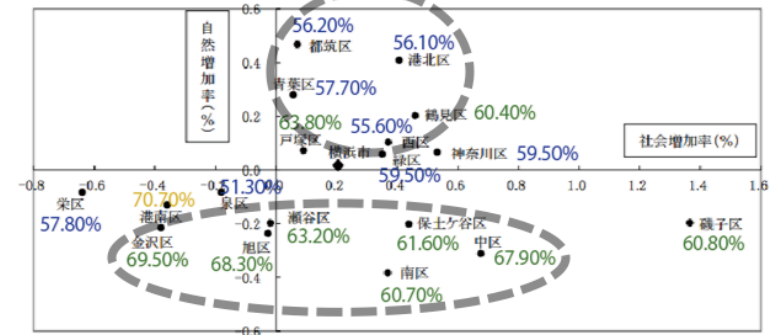 0.6
自然増加率(%)
56.20%
都筑区
56.10%
港北区
0.4
青葉区 57.70%
0.2
鶴見区 60.40%
63.80%
55.60%
戸塚区
西区
社会増加率(%)
横浜市
緑区
神奈川区 59.50%
0.0
59.50%
-0.8
-0.6
-0.4
-0.2
0.0
0.2
0.4
0.6
0.8
1.0
1.2
1.4
1.6
栄区
57.80%
70.70%
港南区
51.30%
泉区
-0.2
金沢区
69.50%
瀬谷区
63.20%
旭区
68.30%
保土ケ谷区
61.60%
中区
67.90%
磯子区
60.80%
-0.4
南区
60.70%
-0.6